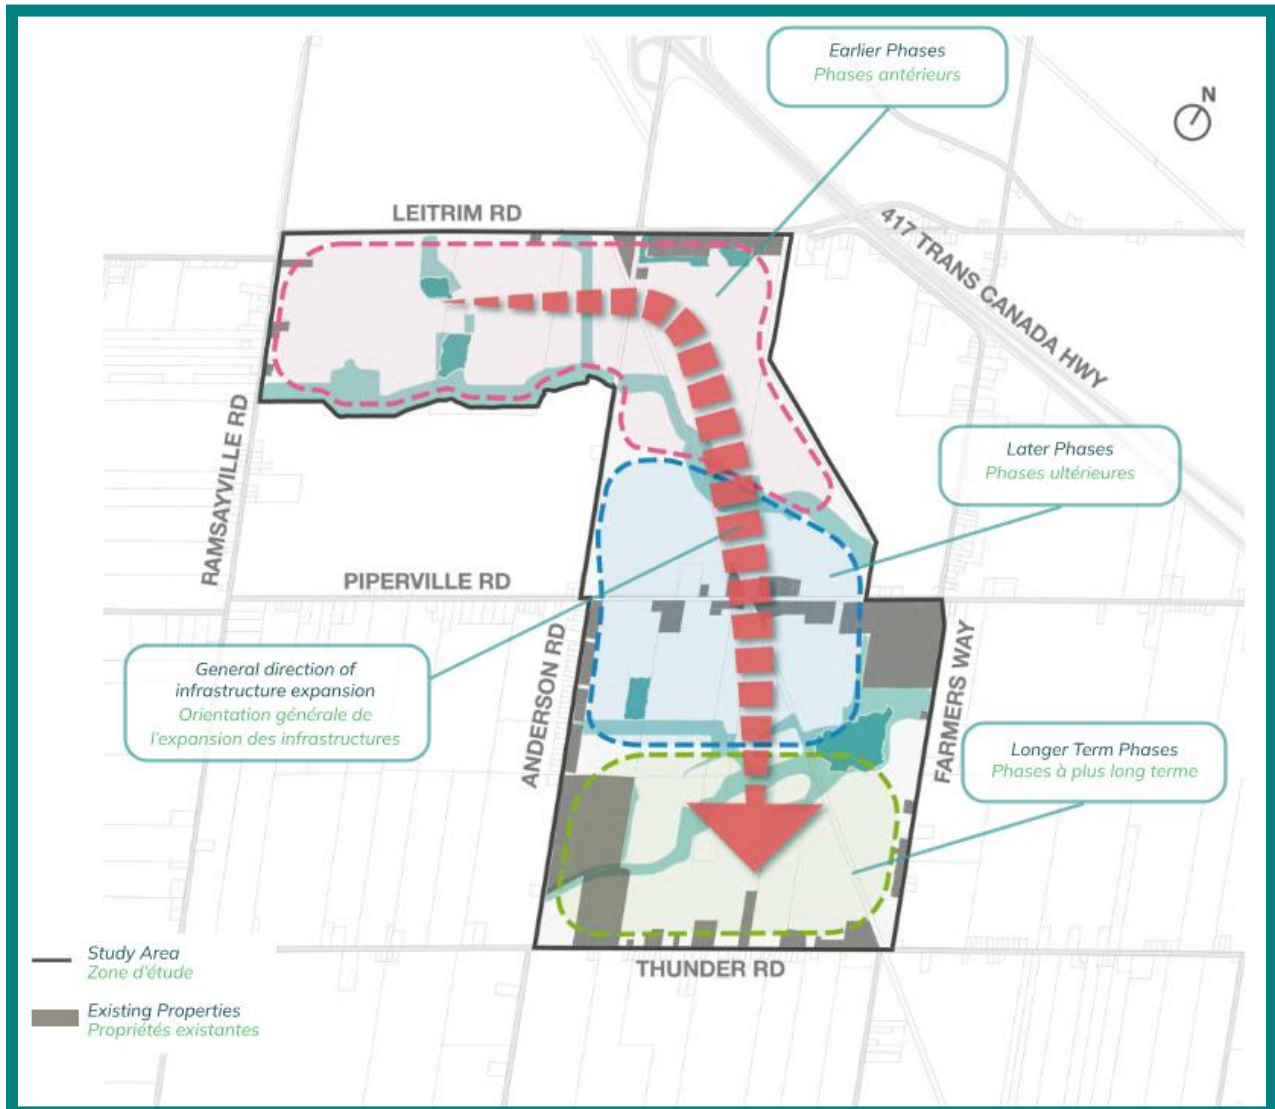 Earlier Phases
Phases antérieurs
N
LEITRIM RD
417 TRANS CANADA HWY
RAMSAYVILLE RD
Later Phases
Phases ultérieures
PIPERVILLE RD
General direction of
infrastructure expansion
Orientation générale de
l'expansion des infrastructures
ANDERSON RD
FARMERS WAY
Longer Term Phases
Phases à plus long terme
Study Area
Zone d'étude
THUNDER RD
Existing Properties
Propriétés existantes